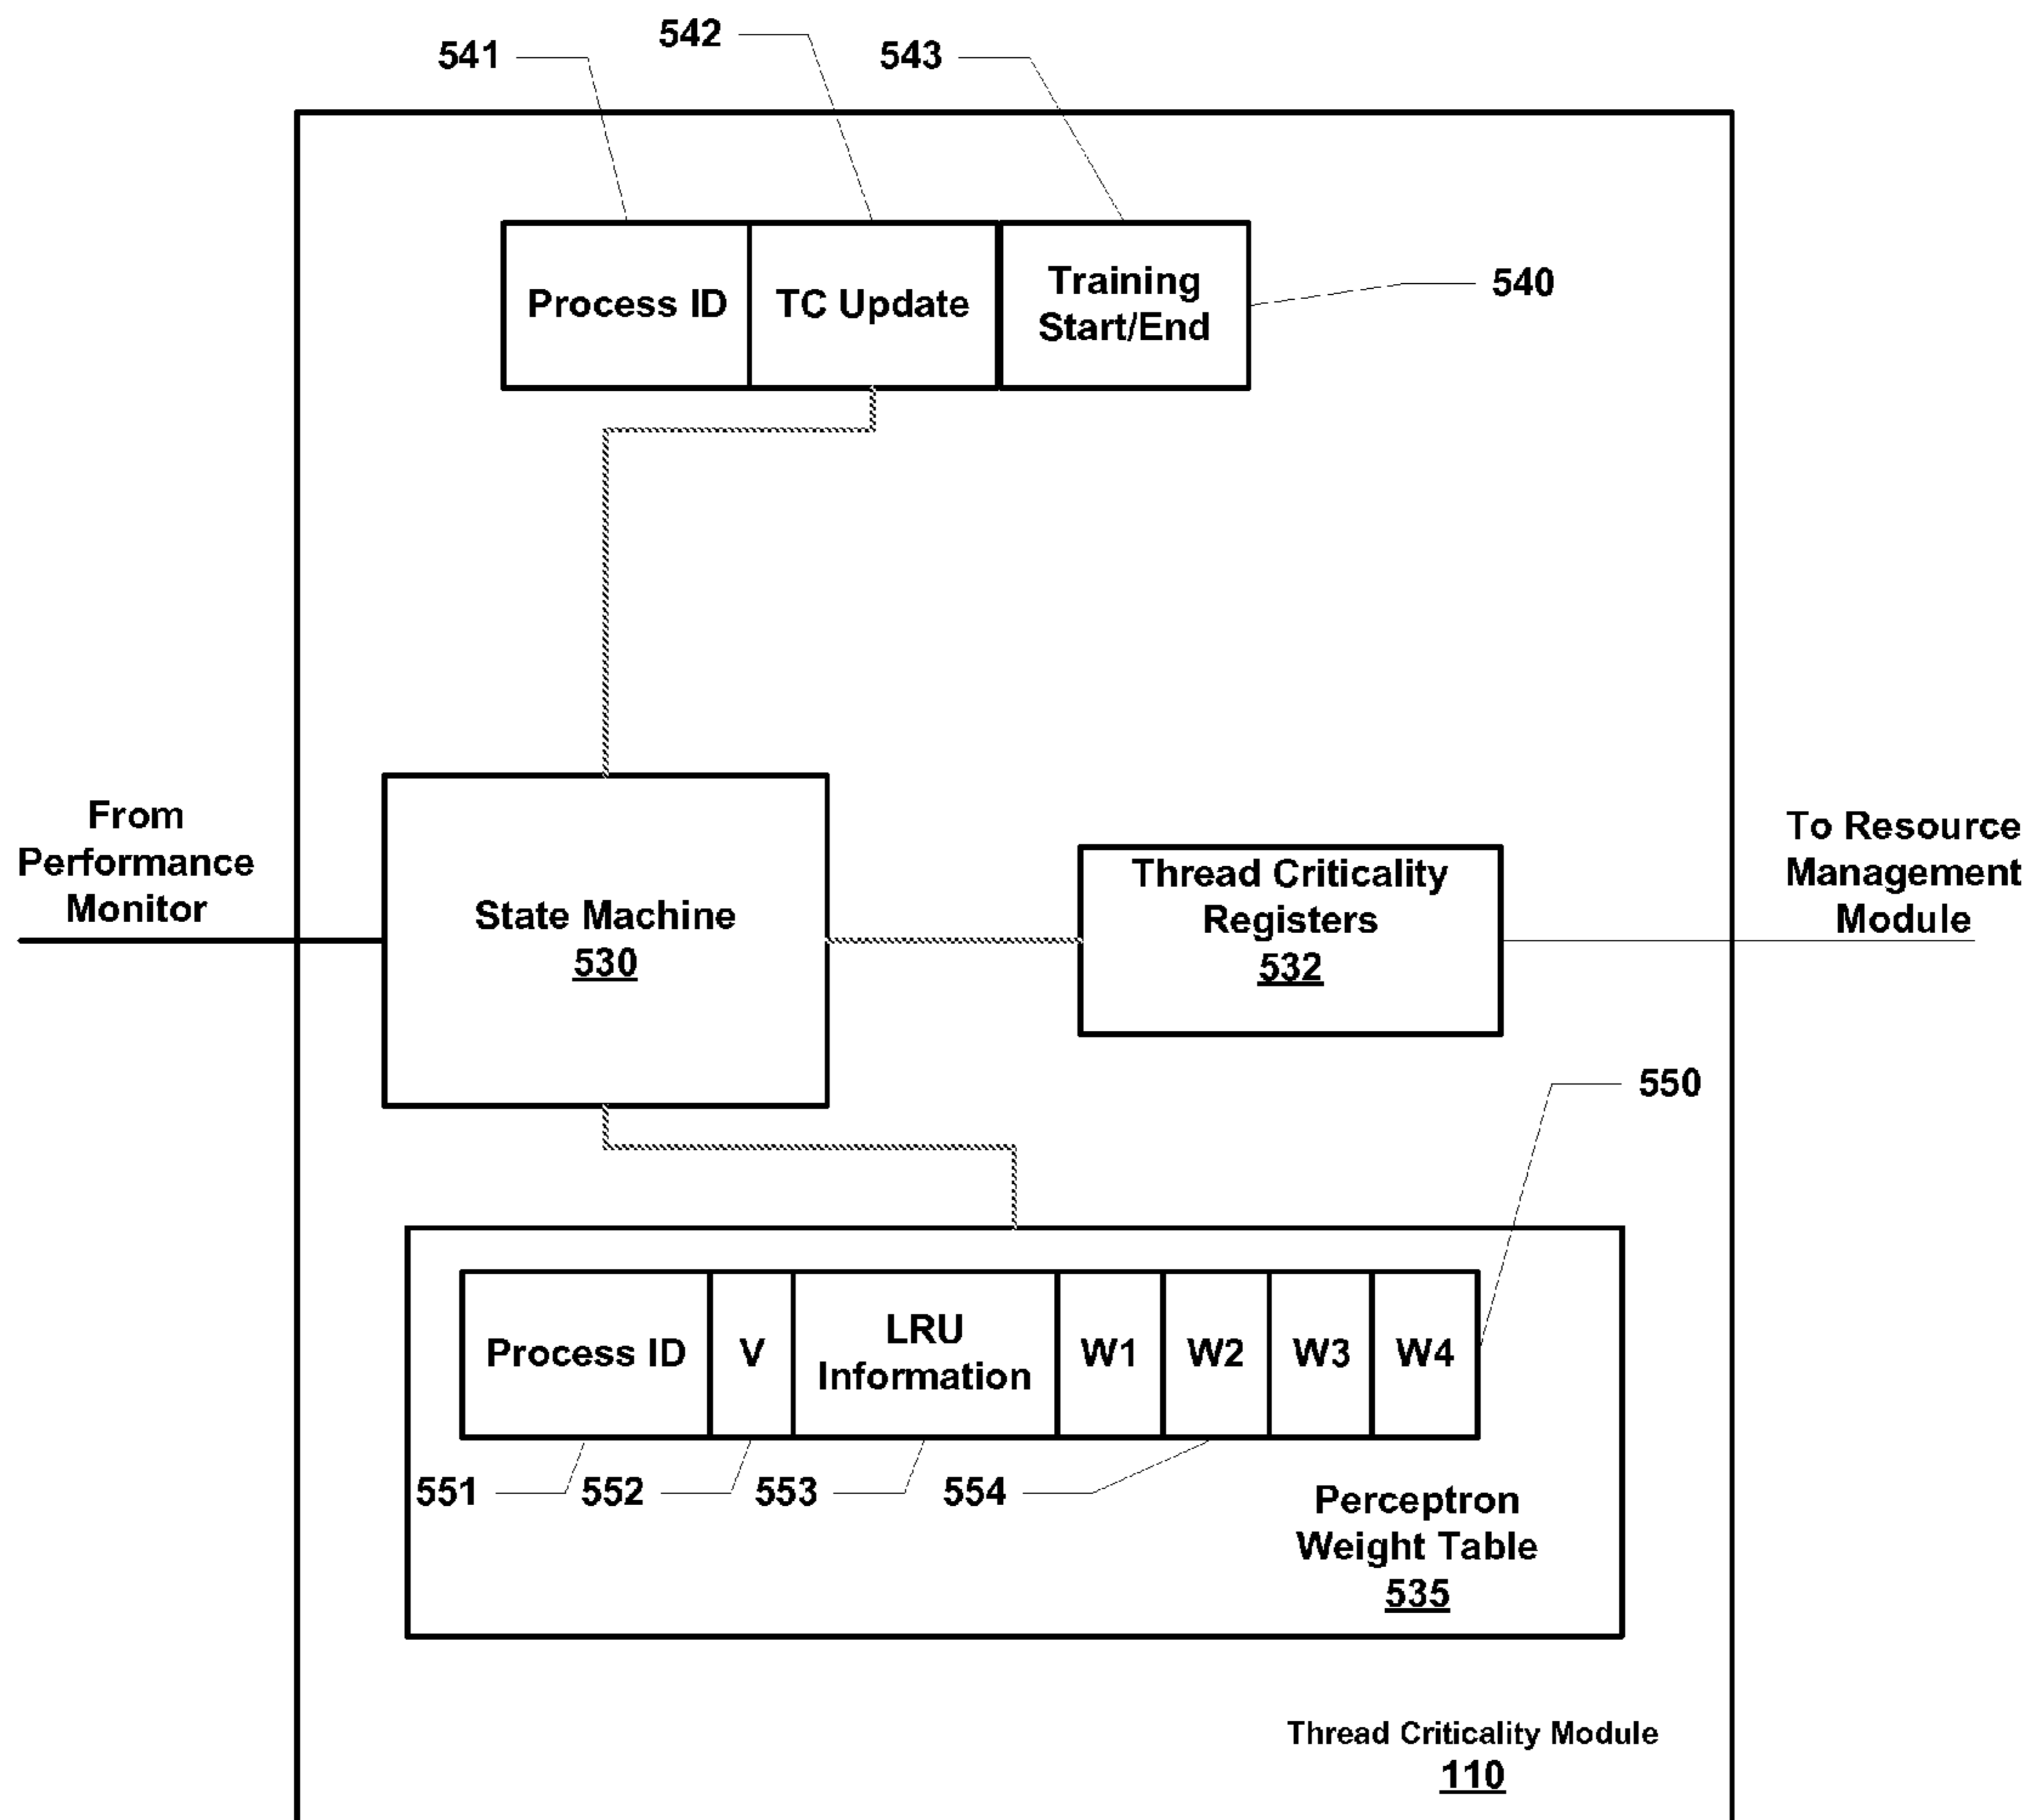 542
541
543
Process ID
TC Update
Training
Start/End
540
From
Performance
Monitor
State Machine
530
Thread Criticality
Registers
532
To Resource
Management
Module
550
Process ID
V
LRU
Information
W1
W2
W3
W4
551
552
553
554
Perceptron
Weight Table
535
Thread Criticality Module
110